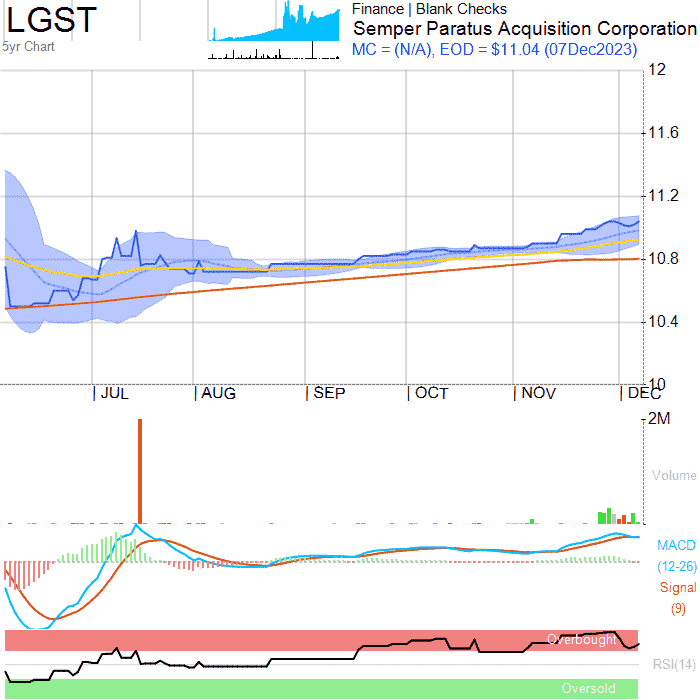 LGST
5yr Chart
Finance | Blank Checks
Semper Paratus Acquisition Corporation
MC = (N/A), EOD = $11.04 (07Dec2023)
12
11.6
11.2
10.8
10.4
10
JUL
AUG
SEP
OCT
NOV
DEC
2M
Volume
MACD
(12-26)
Signal
(9)
Overbought
RSI(14)
Oversold